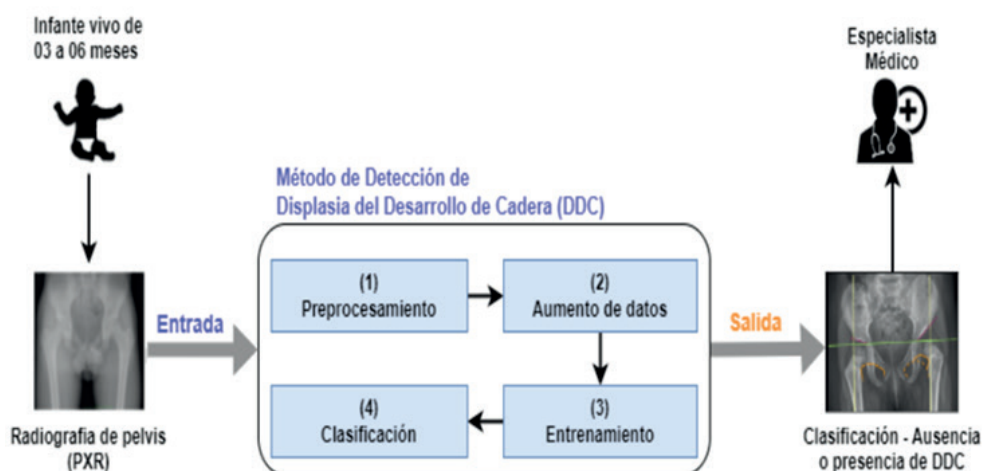 Infante vivo de
03 a 06 meses
Especialista
Médico
Método de Detección de
Displasia del Desarrollo de Cadera (DDC)
(1)
Preprocesamiento
(2)
Aumento de datos
Entrada
Salida
(4)
Clasificación
(3)
Entrenamiento
Radiografia de pelvis
(PXR)
Clasificación - Ausencia
o presencia de DDC